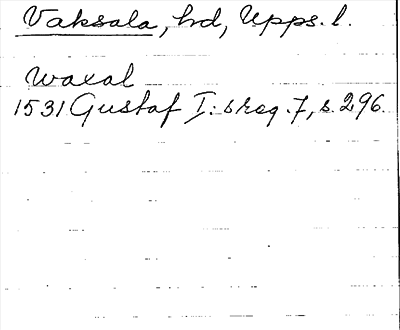 Vaksala, hd, Upps. l.
Waxal
1531 Gustaf I: s reg. 7, s. 296.